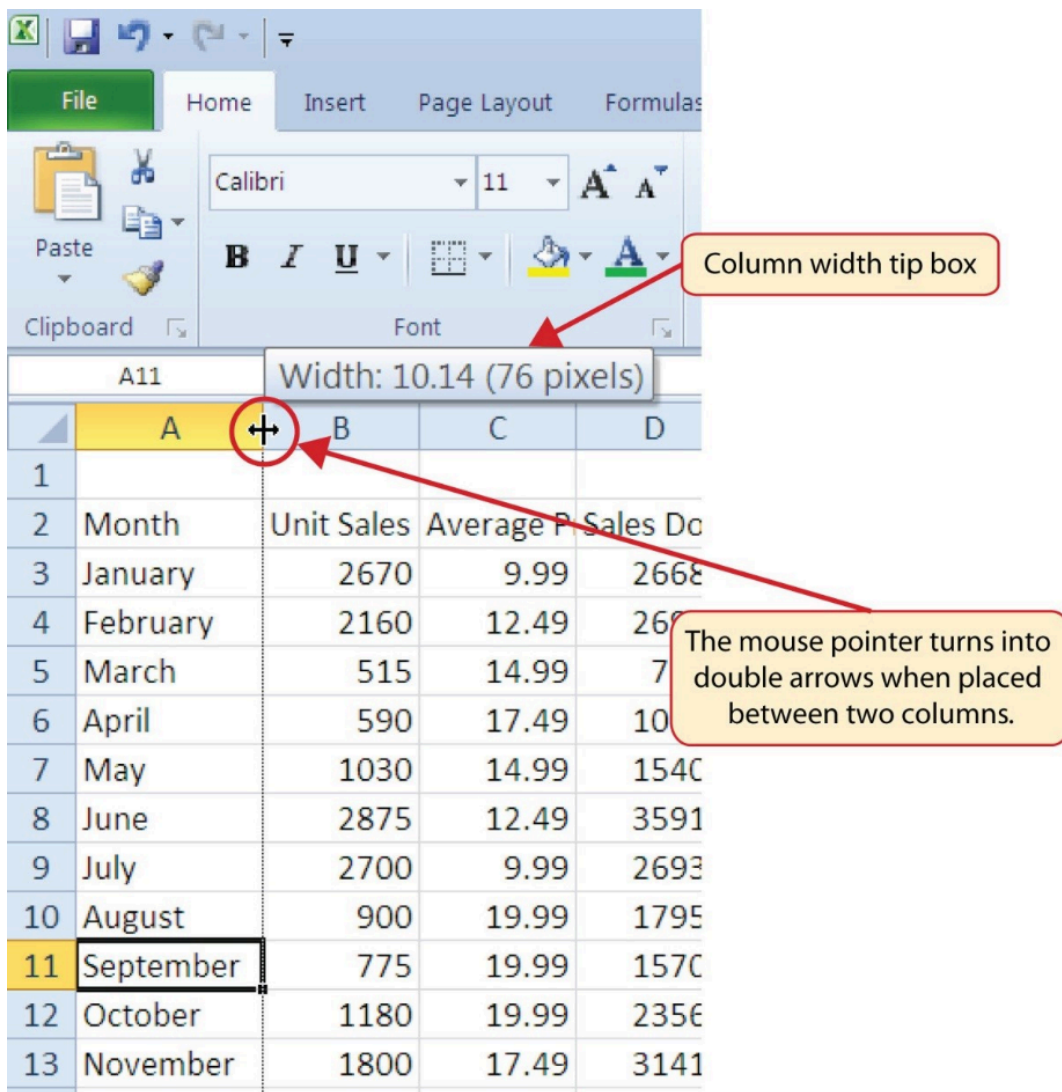 File Home Insert Page Layout Formulas
Calibri 11
Paste
B I U A
Clipboard Font
Column width tip box
A11 Width: 10.14 (76 pixels)
A B C D
1
2 Month Unit Sales Average P Sales Do
3 January 2670 9.99 2668
4 February 2160 12.49
5 March 515 14.99 7
6 April 590 17.49 10
7 May 1030 14.99 1540
8 June 2875 12.49 3591
9 July 2700 9.99 2693
10 August 900 19.99 1795
11 September 775 19.99 1570
12 October 1180 19.99 2356
13 November 1800 17.49 3141
The mouse pointer turns into
double arrows when placed
between two columns.